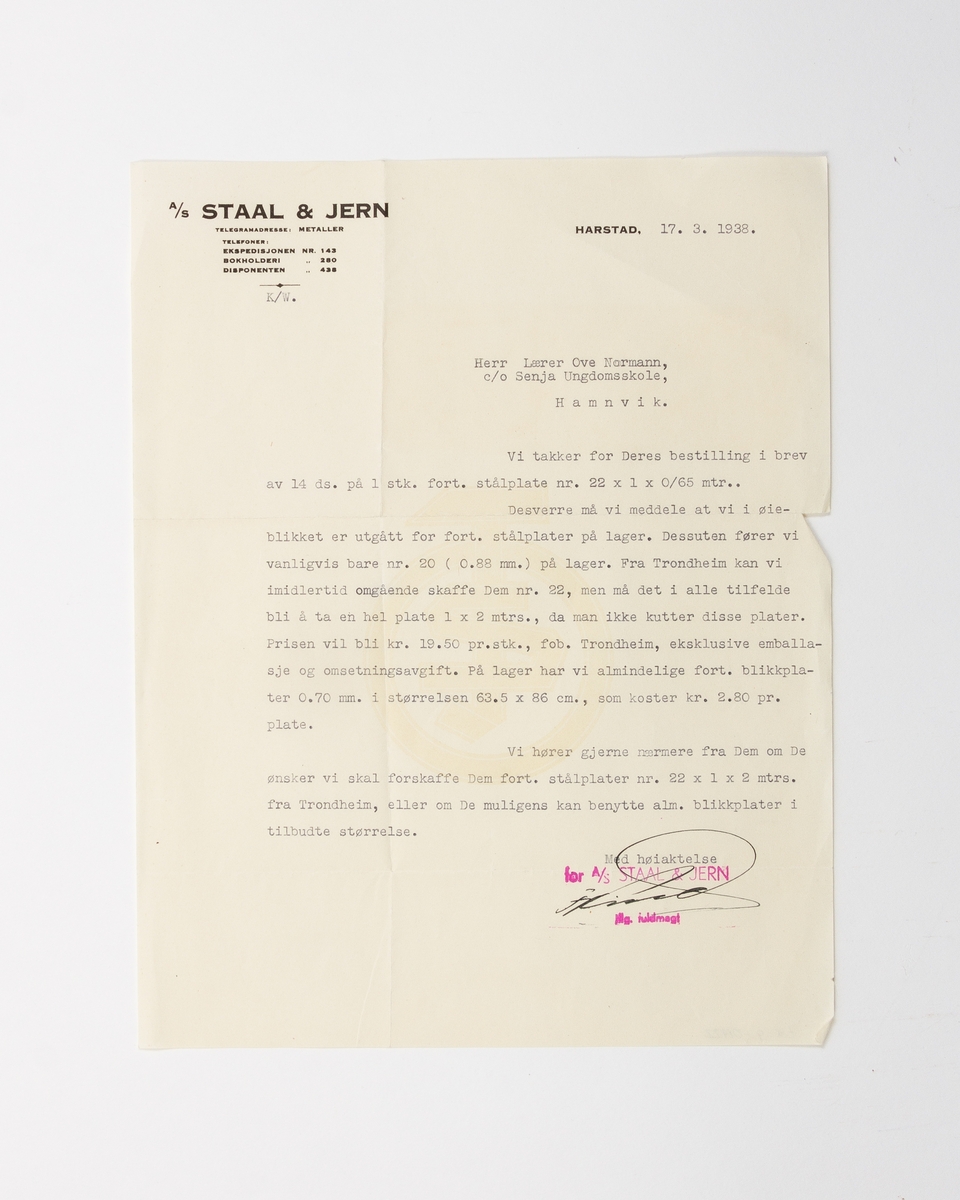 A/S STAAL & JERN
TELEGRAMADRESSE: METALLER
TELEFONER:
EKSPEDISJONEN NR. 143
BOKHOLDERI „ 280
DISPONENTEN „ 438
K/W.
HARSTAD, 17. 3. 1938.
Herr Lærer Ove Normann,
c/o Senja Ungdomsskole,
H a m n v i k.
Vi takker for Deres bestilling i brev
av 14 ds. på 1 stk. fort. stålplate nr. 22 x 1 x 0/65 mtr..
Desverre må vi meddele at vi i øie-
blikket er utgått for fort. stålplater på lager. Dessuten fører vi
vanligvis bare nr. 20 ( 0.88 mm.) på lager. Fra Trondheim kan vi
imidlertid omgående skaffe Dem nr. 22, men må det i alle tilfelde
bli å ta en hel plate 1 x 2 mtrs., da man ikke kutter disse plater.
Prisen vil bli kr. 19.50 pr.stk., fob. Trondheim, eksklusive emballa-
sje og omsetningsavgift. På lager har vi almindelige fort. blikkpla-
ter 0.70 mm. i størrelsen 63.5 x 86 cm., som koster kr. 2.80 pr.
plate.
Vi hører gjerne nærmere fra Dem om De
ønsker vi skal forskaffe Dem fort. stålplater nr. 22 x 1 x 2 mtrs.
fra Trondheim, eller om De muligens kan benytte alm. blikkplater i
tilbudte størrelse.
Med høiaktelse
for A/S STAAL & JERN
iflg. fuldmagt